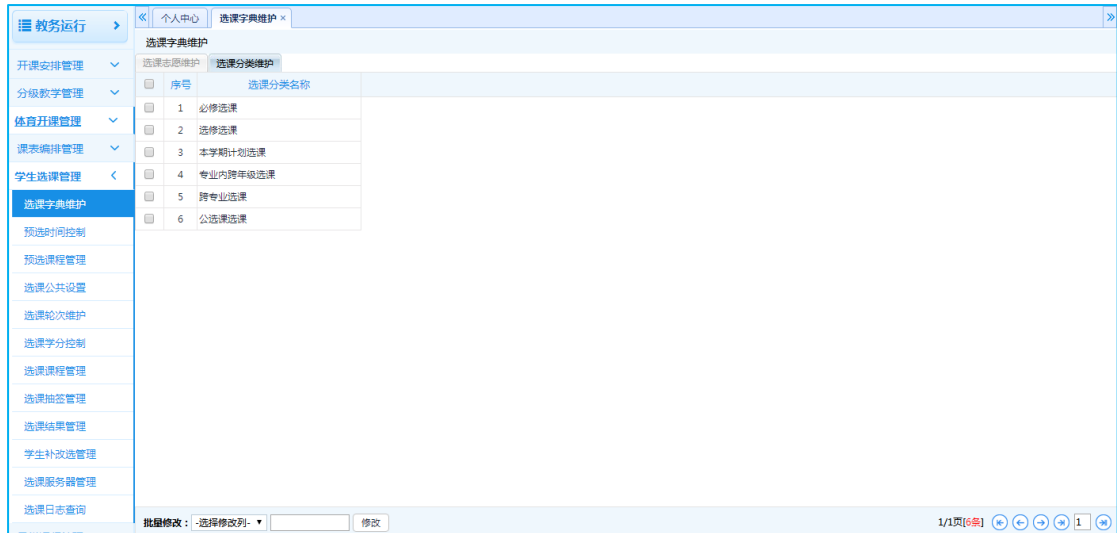 教务运行
开课安排管理
分级教学管理
体育开课管理
课表编排管理
学生选课管理
选课字典维护
预选时间控制
预选课程管理
选课公共设置
选课轮次维护
选课学分控制
选课课程管理
选课抽签管理
选课结果管理
学生补改选管理
选课服务器管理
选课日志查询
个人中心 选课字典维护 ×
选课字典维护
选课志愿维护 选课分类维护
序号 选课分类名称
1 必修选课
2 选修选课
3 本学期计划选课
4 专业内跨年级选课
5 跨专业选课
6 公选课选课
批量修改： -选择修改列- 修改 1/1页[6条] 1